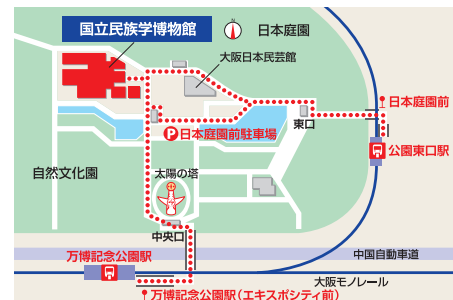 国立民族学博物館
N
日本庭園
大阪日本民芸館
日本庭園前
P日本庭園前駐車場
東口
公園東口駅
自然文化園
太陽の塔
中央口
万博記念公園駅
中国自動車道
大阪モノレール
万博記念公園駅(エキスポシティ前)